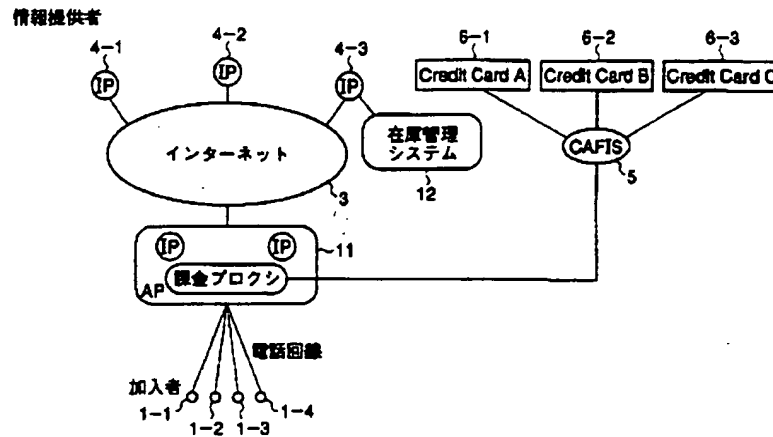 情報提供者
4-1
4-2
4-3
6-1
6-2
6-3
IP
IP
IP
Credit Card A
Credit Card B
Credit Card C
インターネット
在庫管理
システム
CAFIS
3
12
5
IP
IP
11
AP
課金プロクシ
電話回線
加入者
1-1
1-2
1-3
1-4